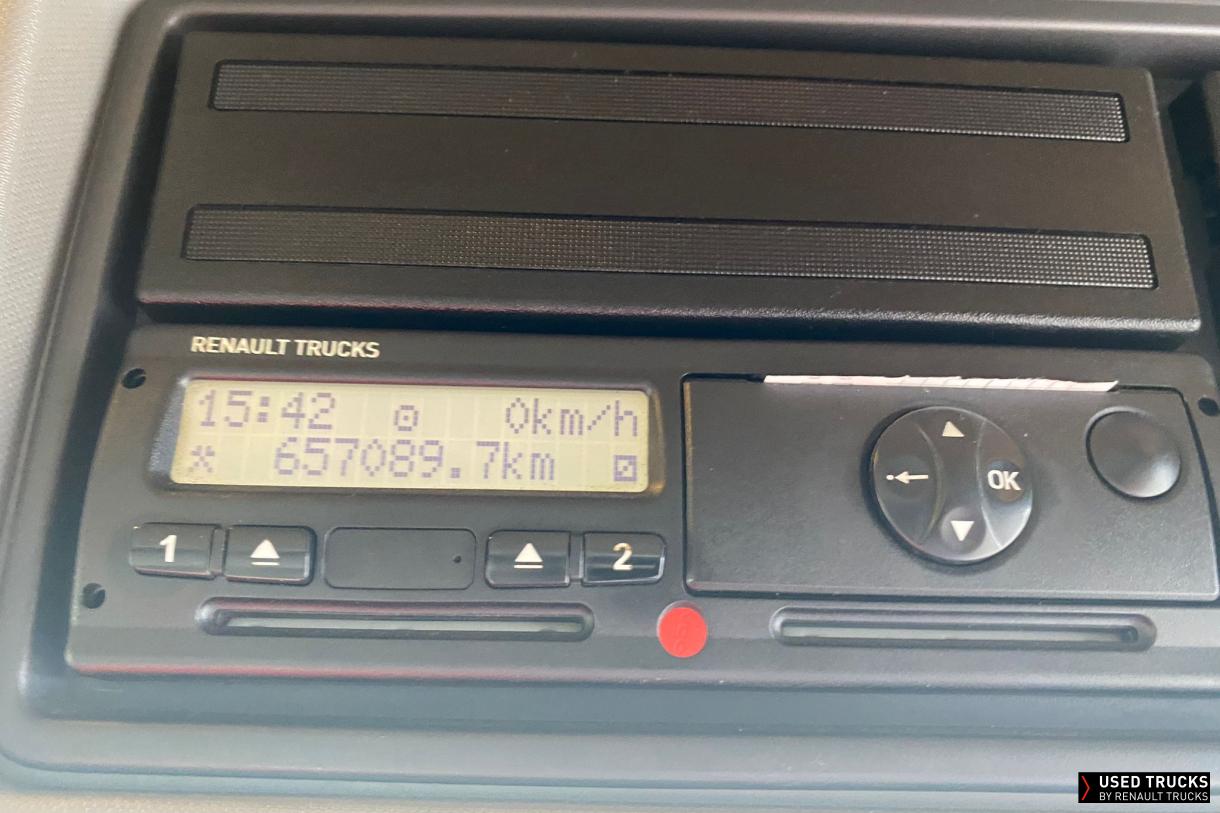 RENAULT TRUCKS
15:42 0km/h
657089.7km
1
2
OK
USED TRUCKS
BY RENAULT TRUCKS